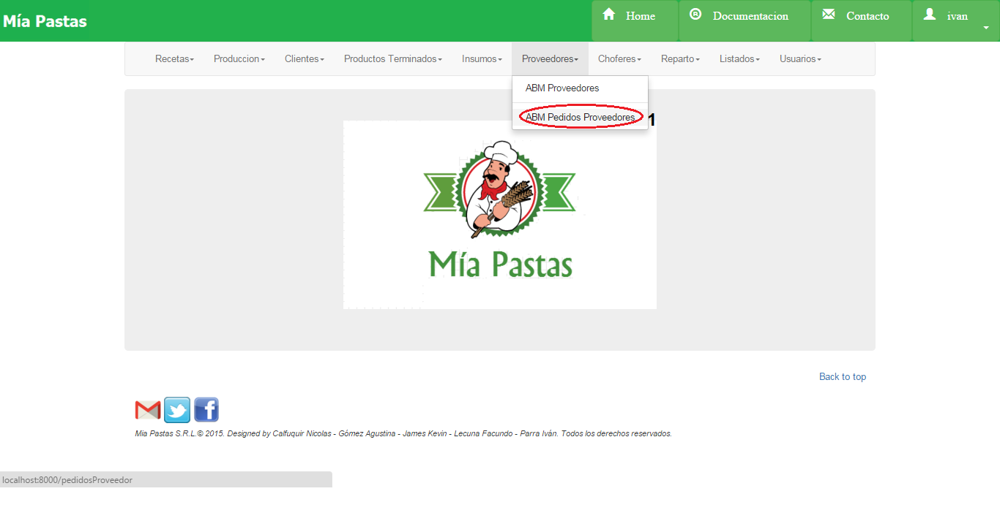 Mía Pastas
Home
Documentacion
Contacto
ivan
Recetas
Produccion
Clientes
Productos Terminados
Insumos
Proveedores
Choferes
Reparto
Listados
Usuarios
ABM Proveedores
ABM Pedidos Proveedores
1
Mía Pastas
Back to top
Mia Pastas S.R.L.© 2015. Designed by Calfuquir Nicolas - Gómez Agustina - James Kevin - Lecuna Facundo - Parra Iván. Todos los derechos reservados.
localhost:8000/pedidosProveedor